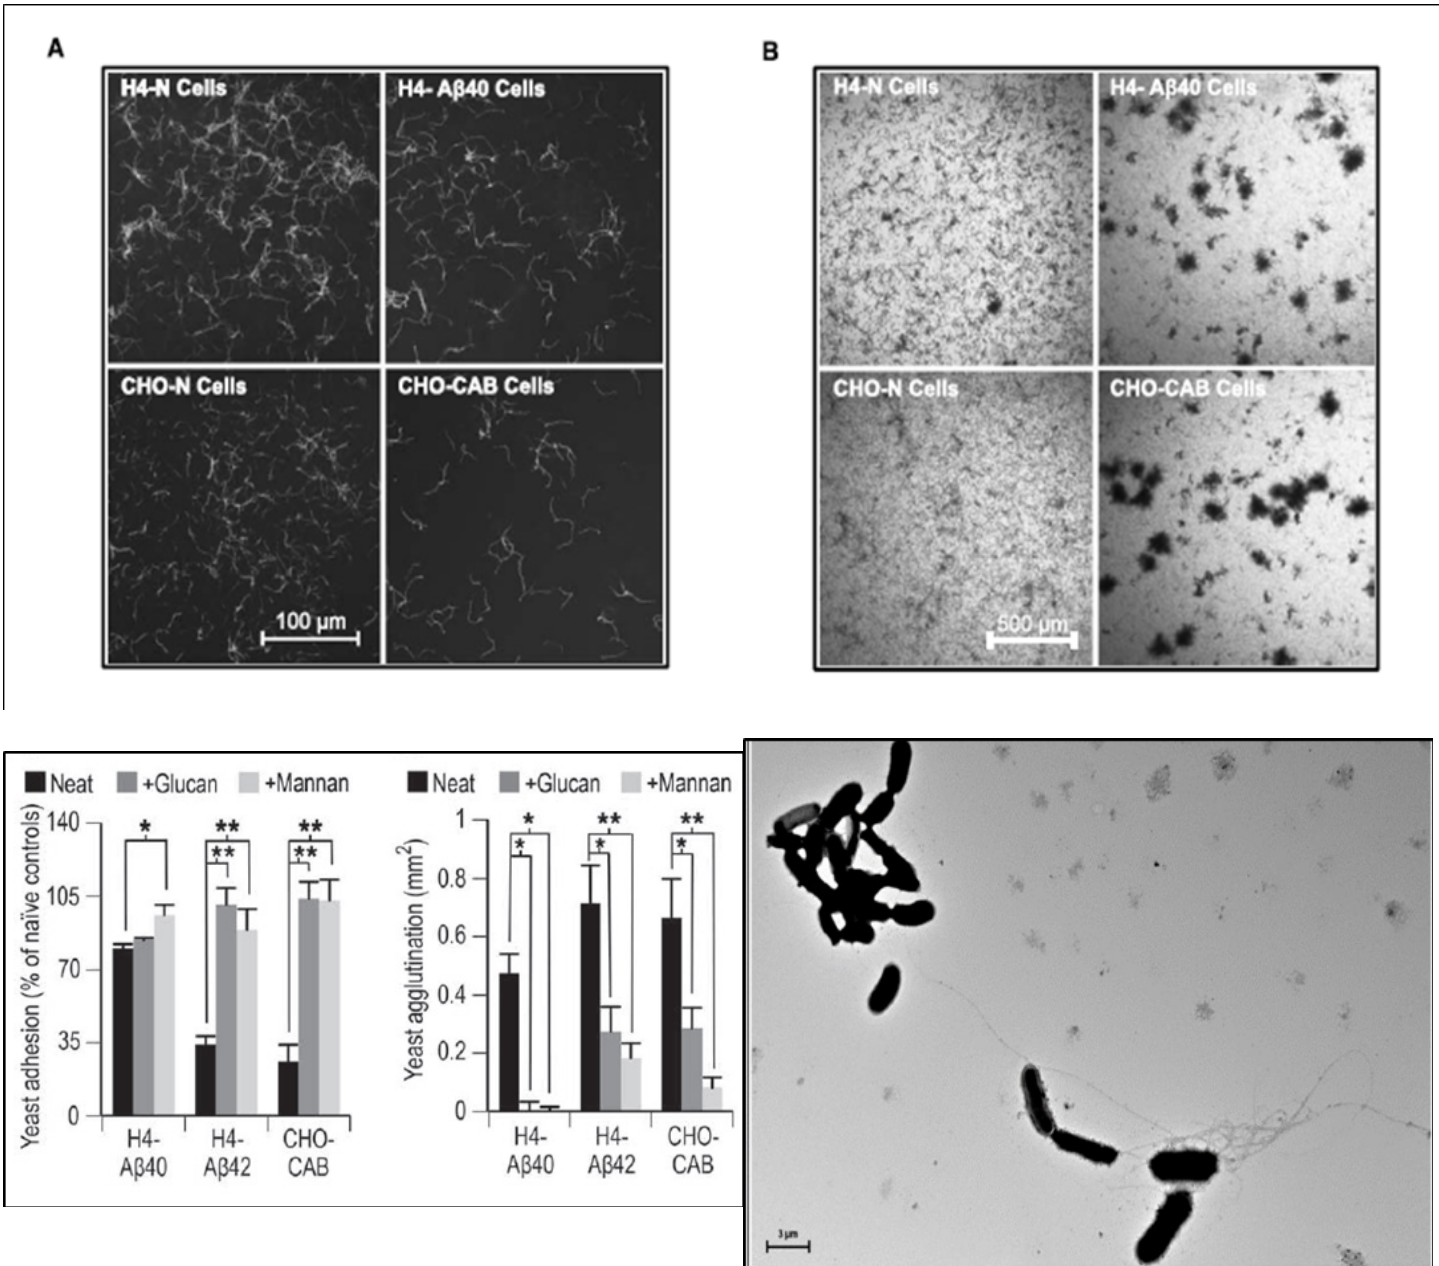 A
B
H4-N Cells
H4- Aβ40 Cells
CHO-N Cells
CHO-CAB Cells
100 µm
H4-N Cells
H4- Aβ40 Cells
CHO-N Cells
CHO-CAB Cells
500 µm
Neat +Glucan +Mannan
Yeast adhesion (% of naïve controls)
140
105
70
35
0
* ** **
** **
H4-
Aβ40
H4-
Aβ42
CHO-
CAB
Neat +Glucan +Mannan
Yeast agglutination (mm²)
1
0.8
0.6
0.4
0.2
0
* ** **
* * *
H4-
Aβ40
H4-
Aβ42
CHO-
CAB
3 µm